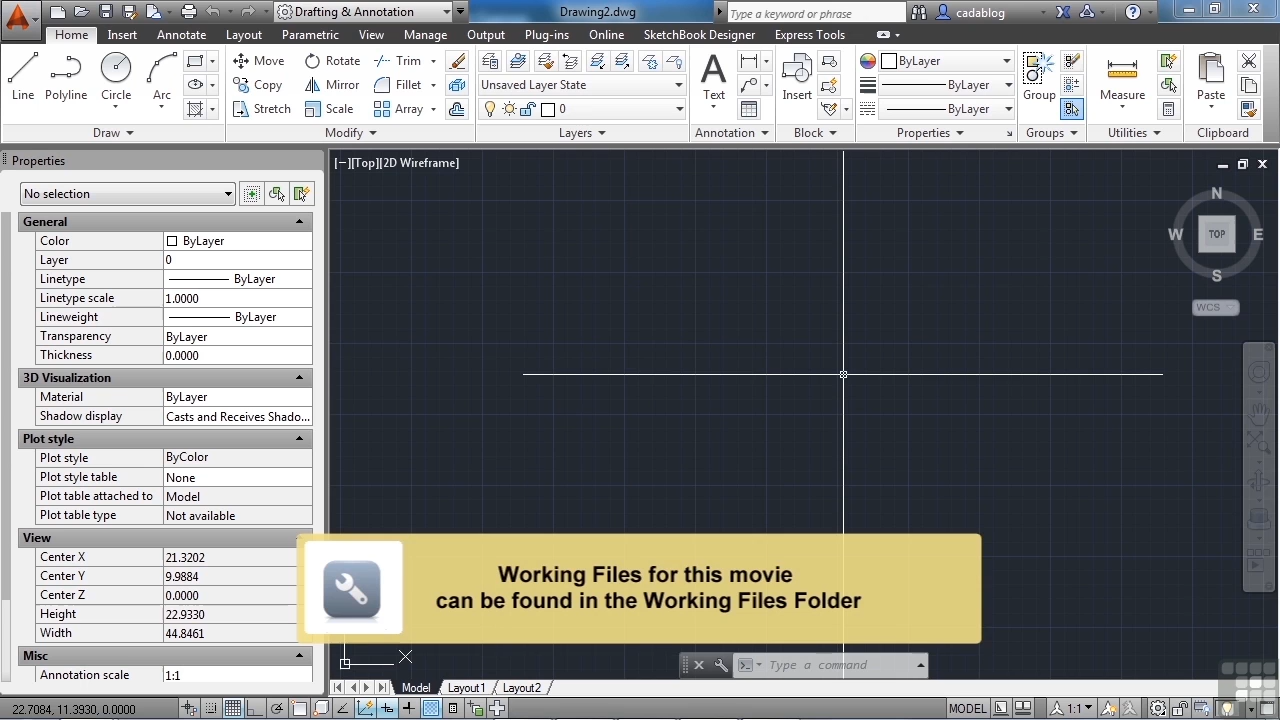 Drafting & Annotation
Drawing2.dwg
Type a keyword or phrase
cadablog
Home Insert Annotate Layout Parametric View Manage Output Plug-ins Online SketchBook Designer Express Tools
Line Polyline Circle Arc
Draw
Move Rotate Trim
Copy Mirror Fillet
Stretch Scale Array
Modify
Unsaved Layer State
0
Layers
Text
Annotation
Insert
Block
ByLayer
ByLayer
ByLayer
Properties
Group
Groups
Measure
Utilities
Paste
Clipboard
Properties
No selection
General
Color ByLayer
Layer 0
Linetype ByLayer
Linetype scale 1.0000
Lineweight ByLayer
Transparency ByLayer
Thickness 0.0000
3D Visualization
Material ByLayer
Shadow display Casts and Receives Shado...
Plot style
Plot style ByColor
Plot style table None
Plot table attached to Model
Plot table type Not available
View
Center X 21.3202
Center Y 9.9884
Center Z 0.0000
Height 22.9330
Width 44.8461
Misc
Annotation scale 1:1
[−][Top][2D Wireframe]
N
W TOP E
S
WCS
Working Files for this movie
can be found in the Working Files Folder
Type a command
Model Layout1 Layout2
22.7084, 11.3930, 0.0000
MODEL
1:1